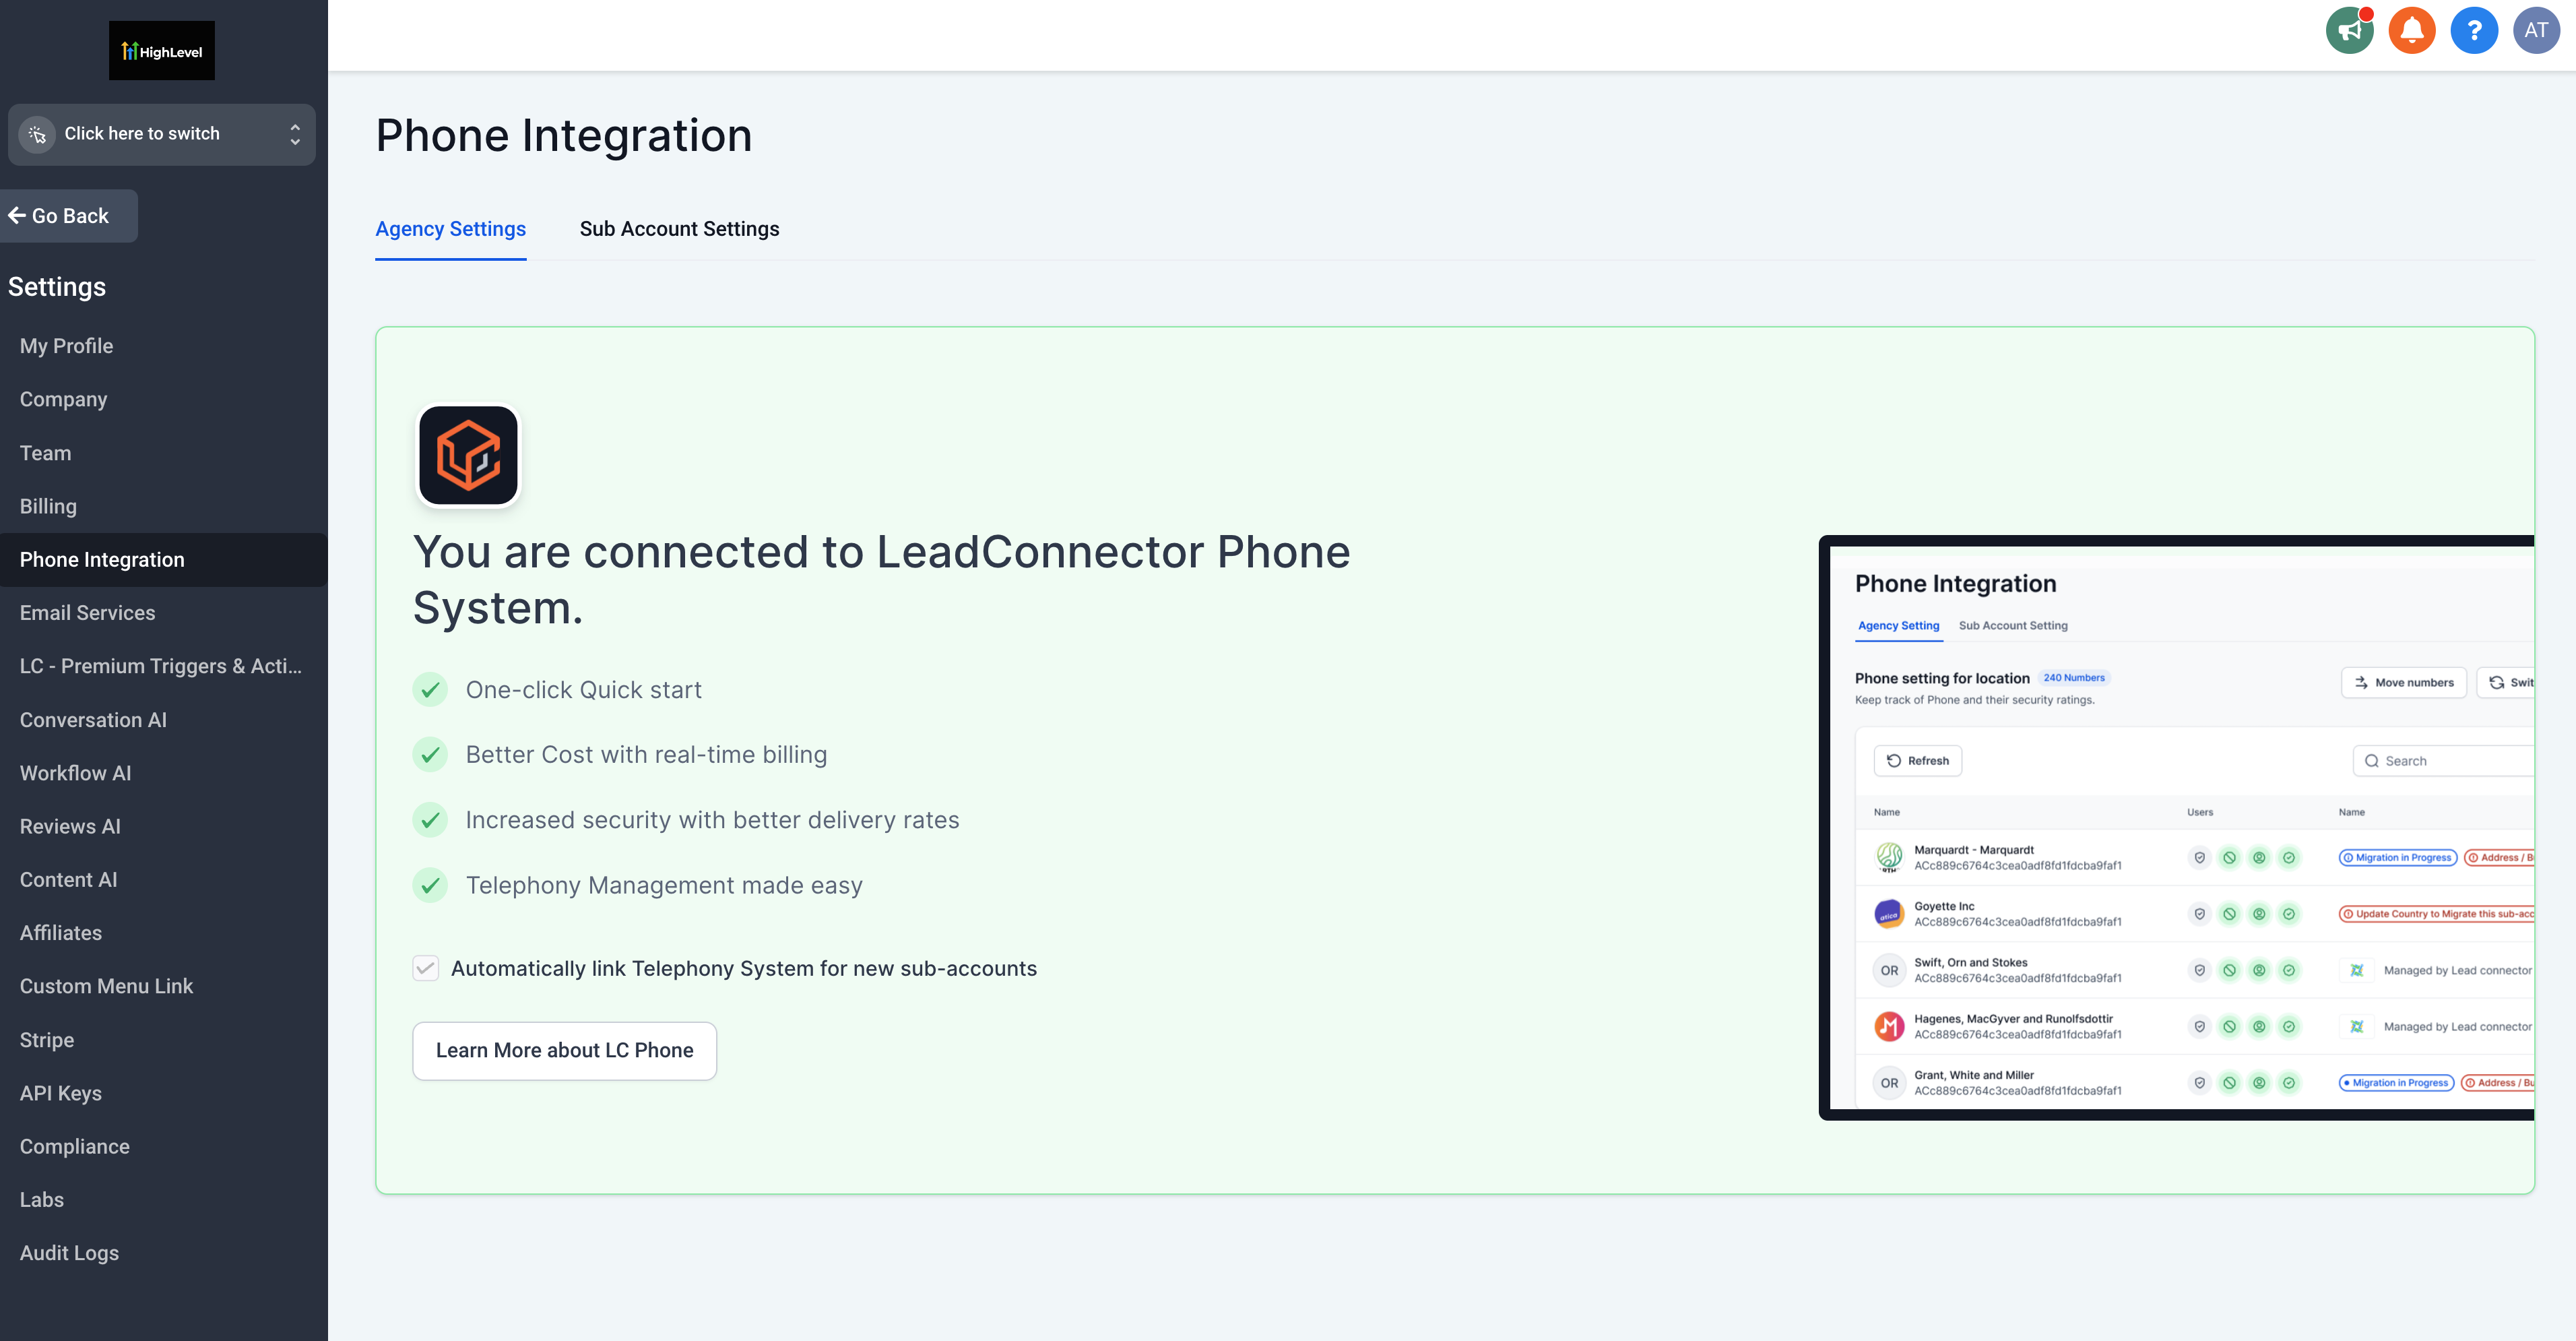 HighLevel
Click here to switch
Go Back
Settings
My Profile
Company
Team
Billing
Phone Integration
Email Services
LC - Premium Triggers & Acti...
Conversation AI
Workflow AI
Reviews AI
Content AI
Affiliates
Custom Menu Link
Stripe
API Keys
Compliance
Labs
Audit Logs
?
AT
Phone Integration
Agency Settings
Sub Account Settings
You are connected to LeadConnector Phone
System.
One-click Quick start
Better Cost with real-time billing
Increased security with better delivery rates
Telephony Management made easy
Automatically link Telephony System for new sub-accounts
Learn More about LC Phone
Phone Integration
Agency Setting
Sub Account Setting
Phone setting for location 240 Numbers
Keep track of Phone and their security ratings.
Move numbers
Swit
Refresh
Search
Name Users Name
Marquardt - Marquardt
ACc889c6764c3cea0adf8fd1fdcba9faf1
Migration in Progress
Address / B
atica
Goyette Inc
ACc889c6764c3cea0adf8fd1fdcba9faf1
Update Country to Migrate this sub-acc
OR
Swift, Orn and Stokes
ACc889c6764c3cea0adf8fd1fdcba9faf1
Managed by Lead connector
Hagenes, MacGyver and Runolfsdottir
ACc889c6764c3cea0adf8fd1fdcba9faf1
Managed by Lead connector
OR
Grant, White and Miller
ACc889c6764c3cea0adf8fd1fdcba9faf1
Migration in Progress
Address / Bu